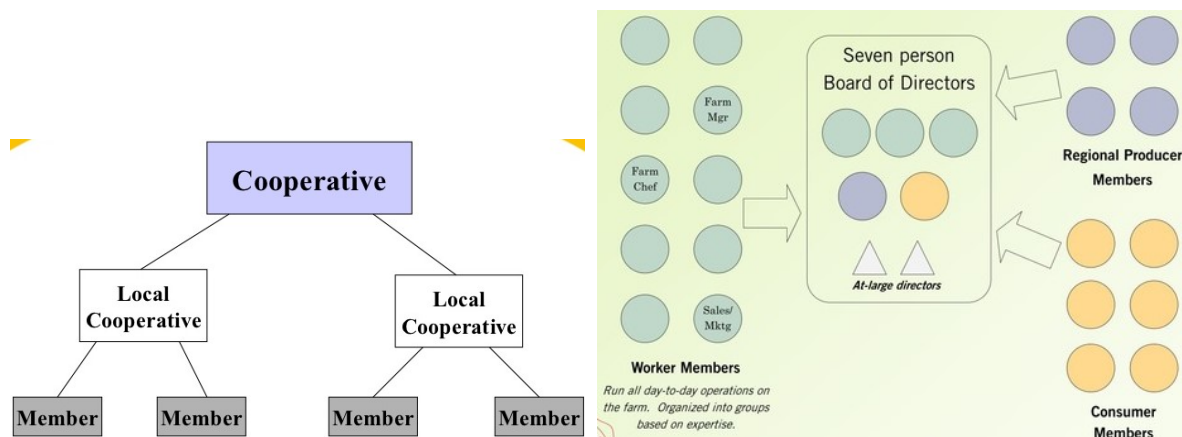 Cooperative
Local
Cooperative
Local
Cooperative
Member
Member
Member
Member
Seven person
Board of Directors
At-large directors
Farm
Mgr
Farm
Chef
Sales/
Mktg
Worker Members
Run all day-to-day operations on
the farm. Organized into groups
based on expertise.
Regional Producer
Members
Consumer
Members